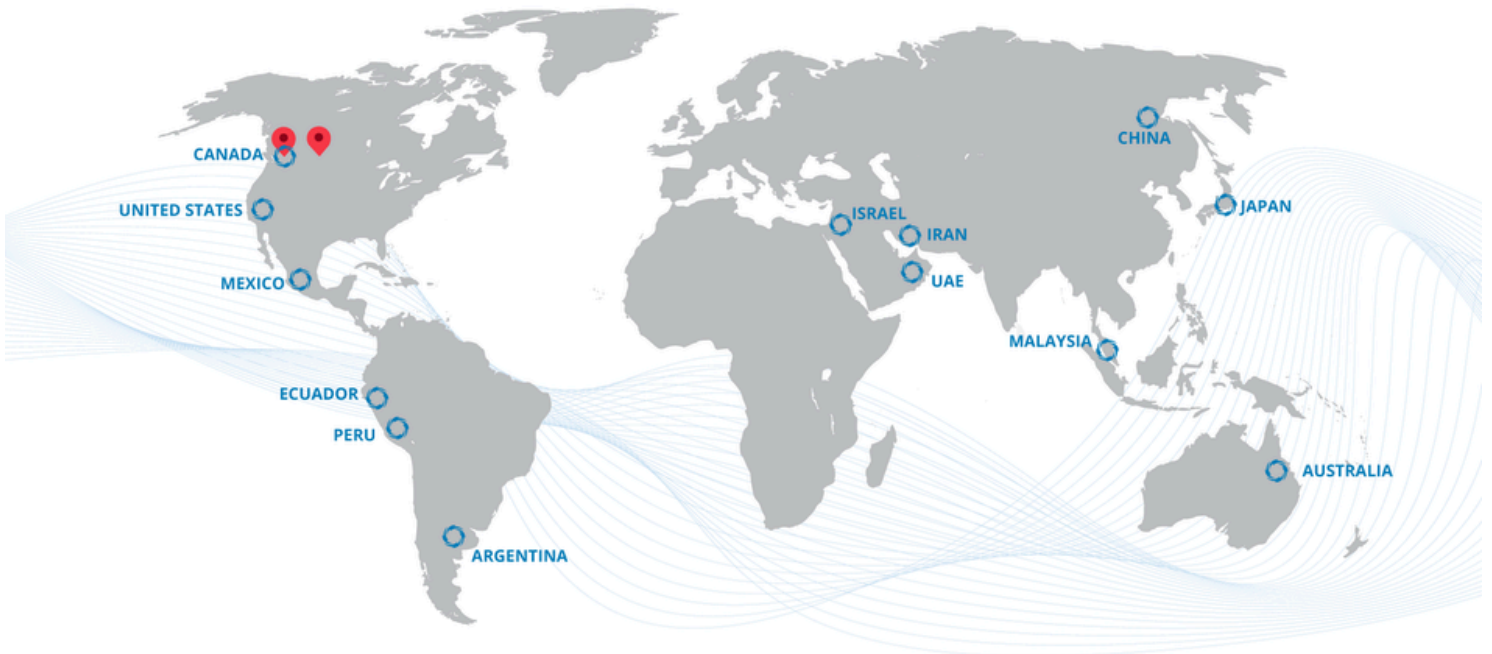 CHINA
CANADA
UNITED STATES
JAPAN
ISRAEL
IRAN
MEXICO
UAE
MALAYSIA
ECUADOR
PERU
AUSTRALIA
ARGENTINA